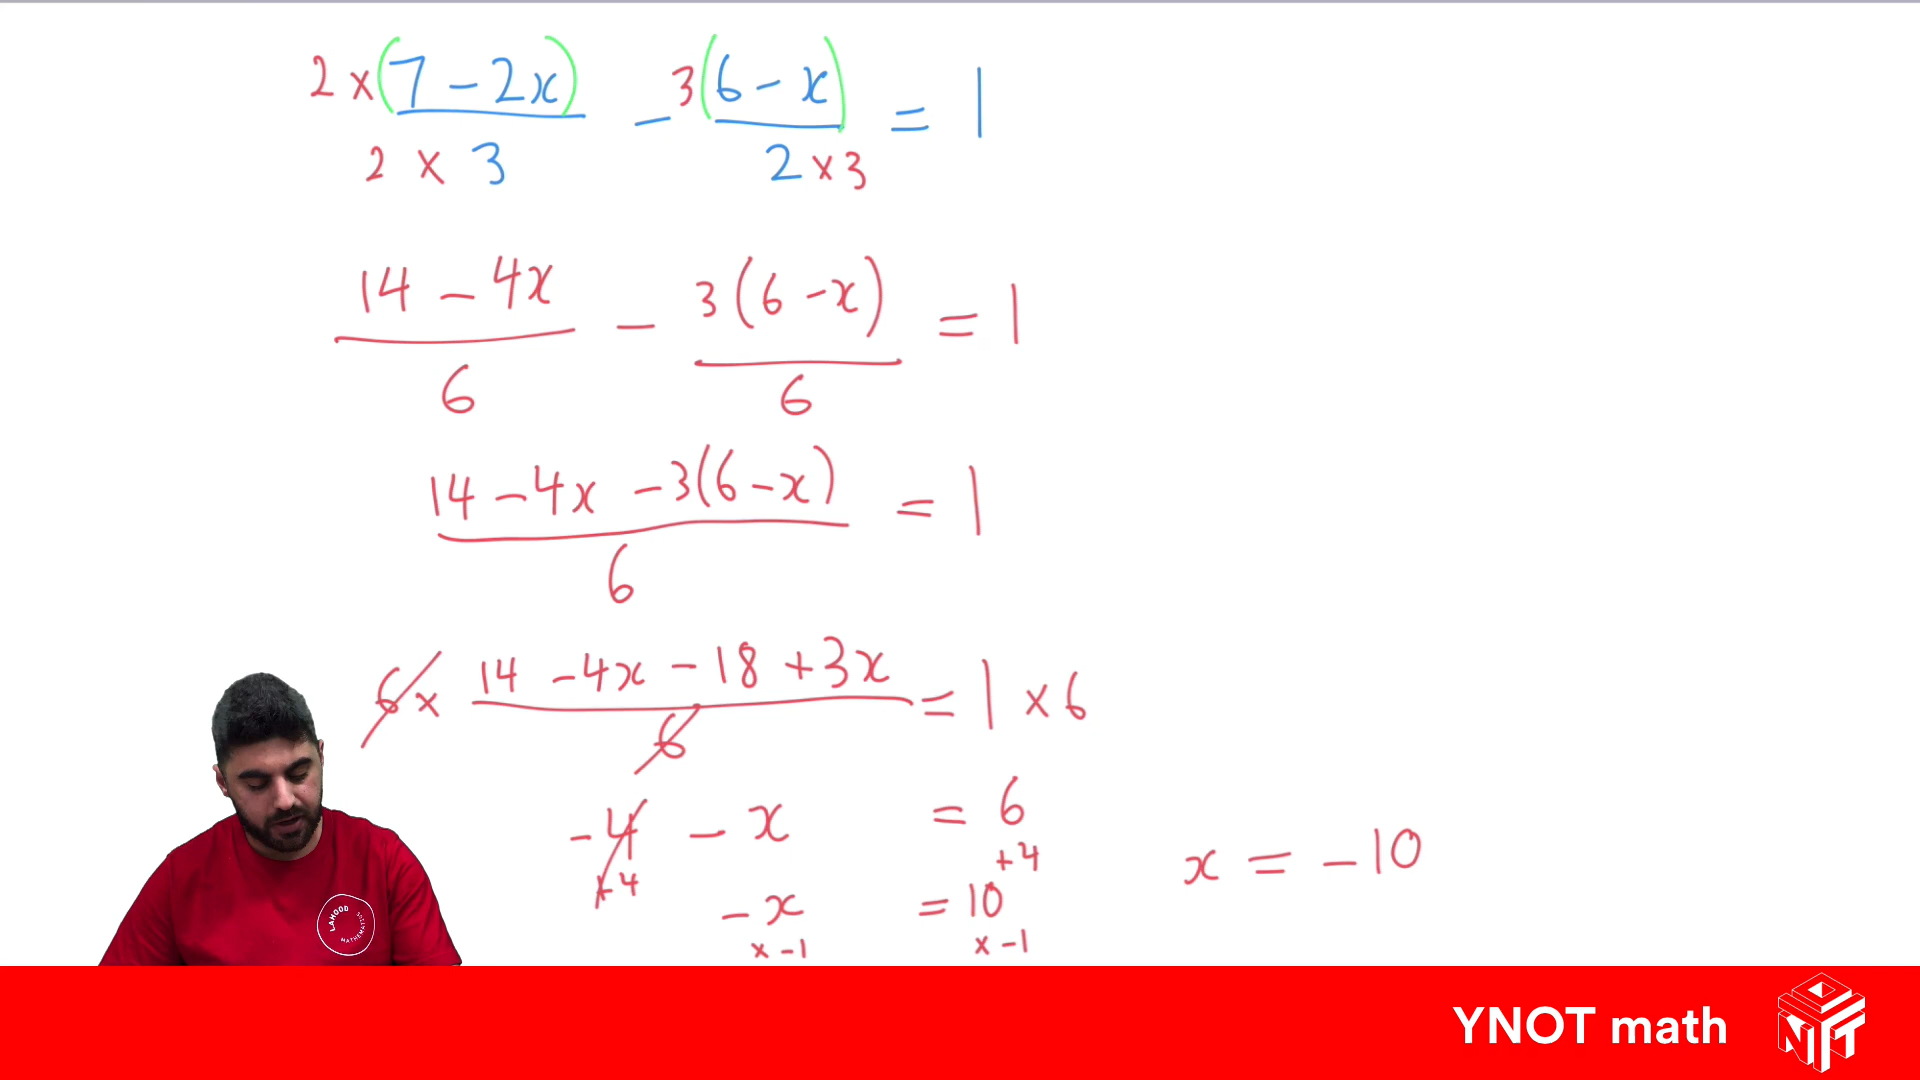 2 × (7 - 2x) / 2 × 3 - 3(6 - x) / 2 × 3 = 1
14 - 4x / 6 - 3(6 - x) / 6 = 1
14 - 4x - 3(6 - x) / 6 = 1
6 × 14 - 4x - 18 + 3x / 6 = 1 × 6
-4 - x = 6
+4 +4
- x = 10
× -1 × -1
x = -10
LAHOOD
YNOT math
YNOT